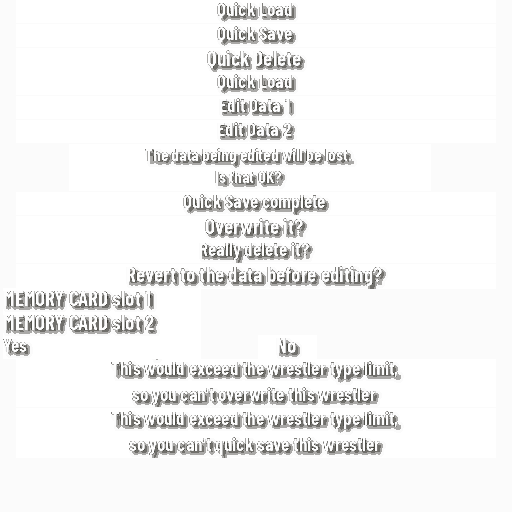 Quick Load
Quick Save
Quick Delete
Quick Load
Edit Data 1
Edit Data 2
The data being edited will be lost.
Is that OK?
Quick Save complete
Overwrite it?
Really delete it?
Revert to the data before editing?
MEMORY CARD slot 1
MEMORY CARD slot 2
Yes No
This would exceed the wrestler type limit,
so you can't overwrite this wrestler
This would exceed the wrestler type limit,
so you can't quick save this wrestler